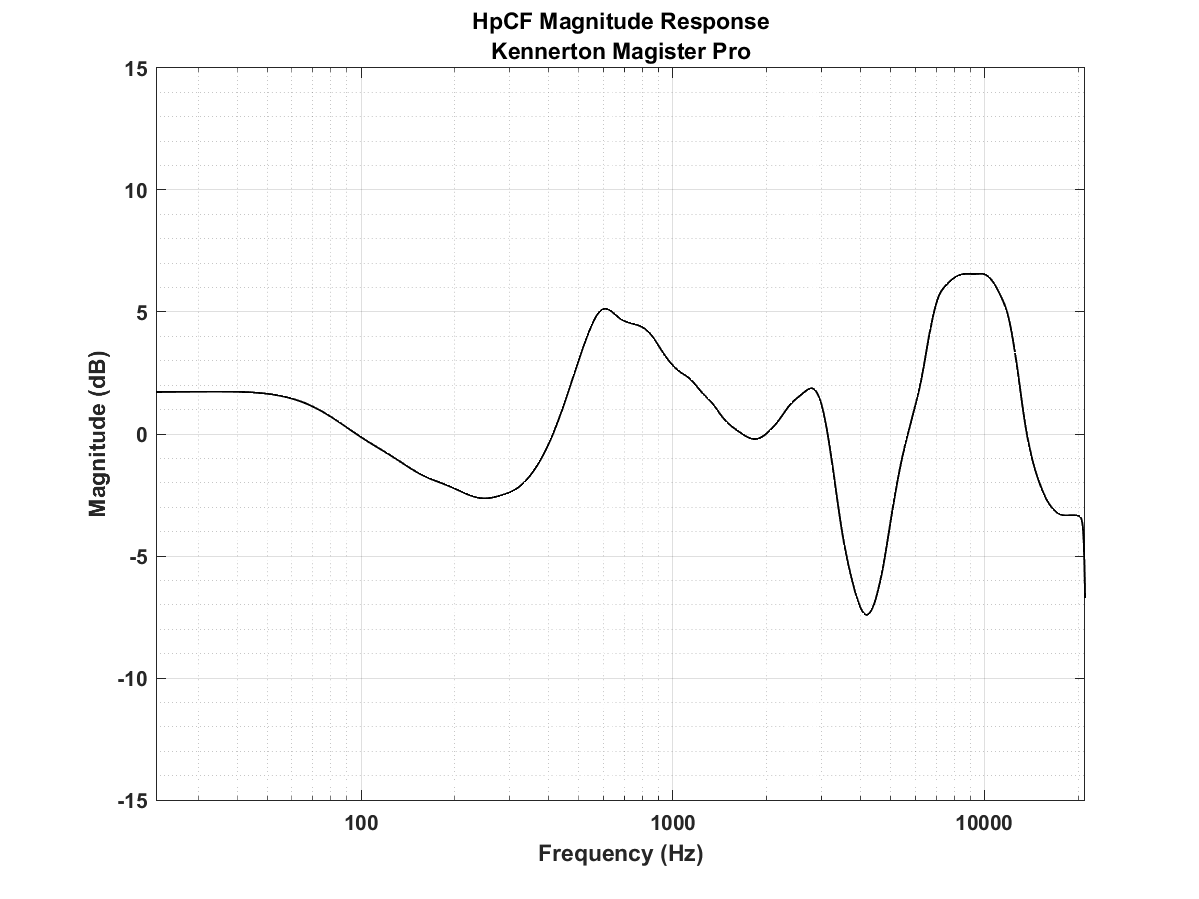 HpCF Magnitude Response
Kennerton Magister Pro
15
10
5
0
-5
-10
-15
Magnitude (dB)
100
1000
10000
Frequency (Hz)